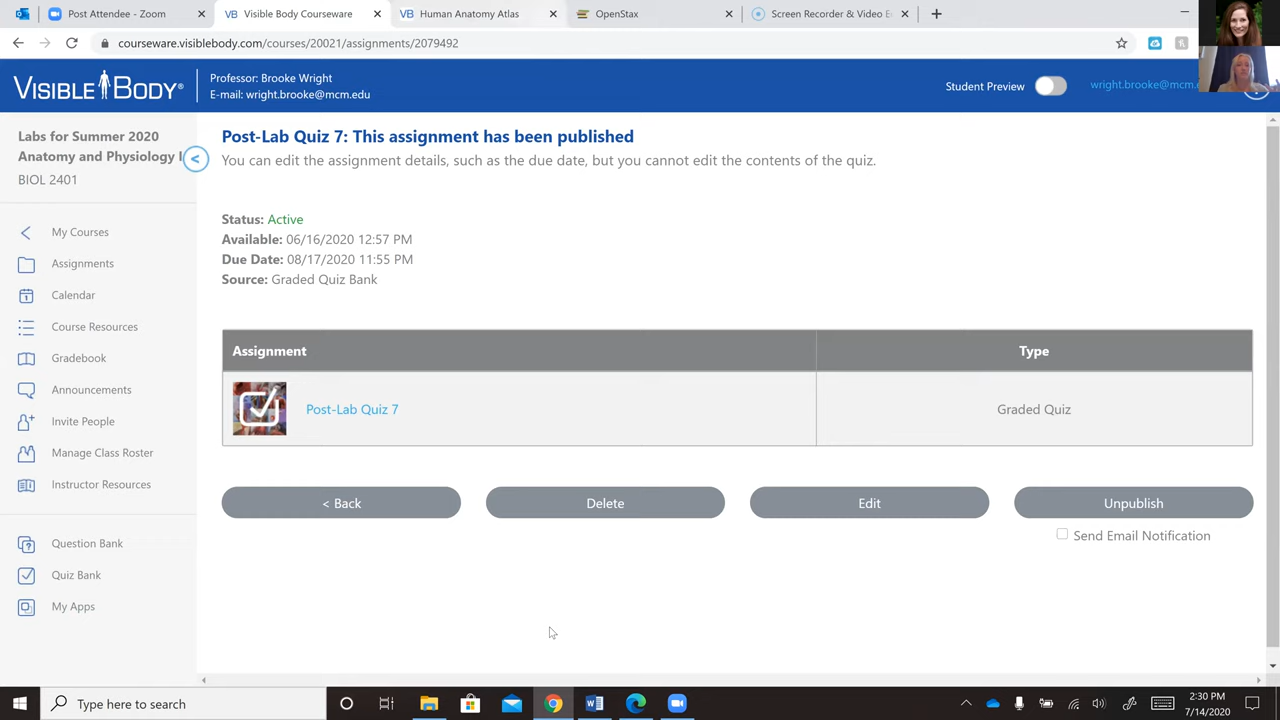 Post Attendee - Zoom
Visible Body Courseware
Human Anatomy Atlas
OpenStax
Screen Recorder & Video E
courseware.visiblebody.com/courses/20021/assignments/2079492
VB
VB
VISIBLE BODY
Professor: Brooke Wright
E-mail: wright.brooke@mcm.edu
Student Preview
wright.brooke@mcm.e
Labs for Summer 2020
Anatomy and Physiology I
BIOL 2401
<
My Courses
Assignments
Calendar
Course Resources
Gradebook
Announcements
Invite People
Manage Class Roster
Instructor Resources
Question Bank
Quiz Bank
My Apps
Post-Lab Quiz 7: This assignment has been published
You can edit the assignment details, such as the due date, but you cannot edit the contents of the quiz.
Status: Active
Available: 06/16/2020 12:57 PM
Due Date: 08/17/2020 11:55 PM
Source: Graded Quiz Bank
Assignment
Type
Post-Lab Quiz 7
Graded Quiz
< Back
Delete
Edit
Unpublish
Send Email Notification
Type here to search
2:30 PM
7/14/2020